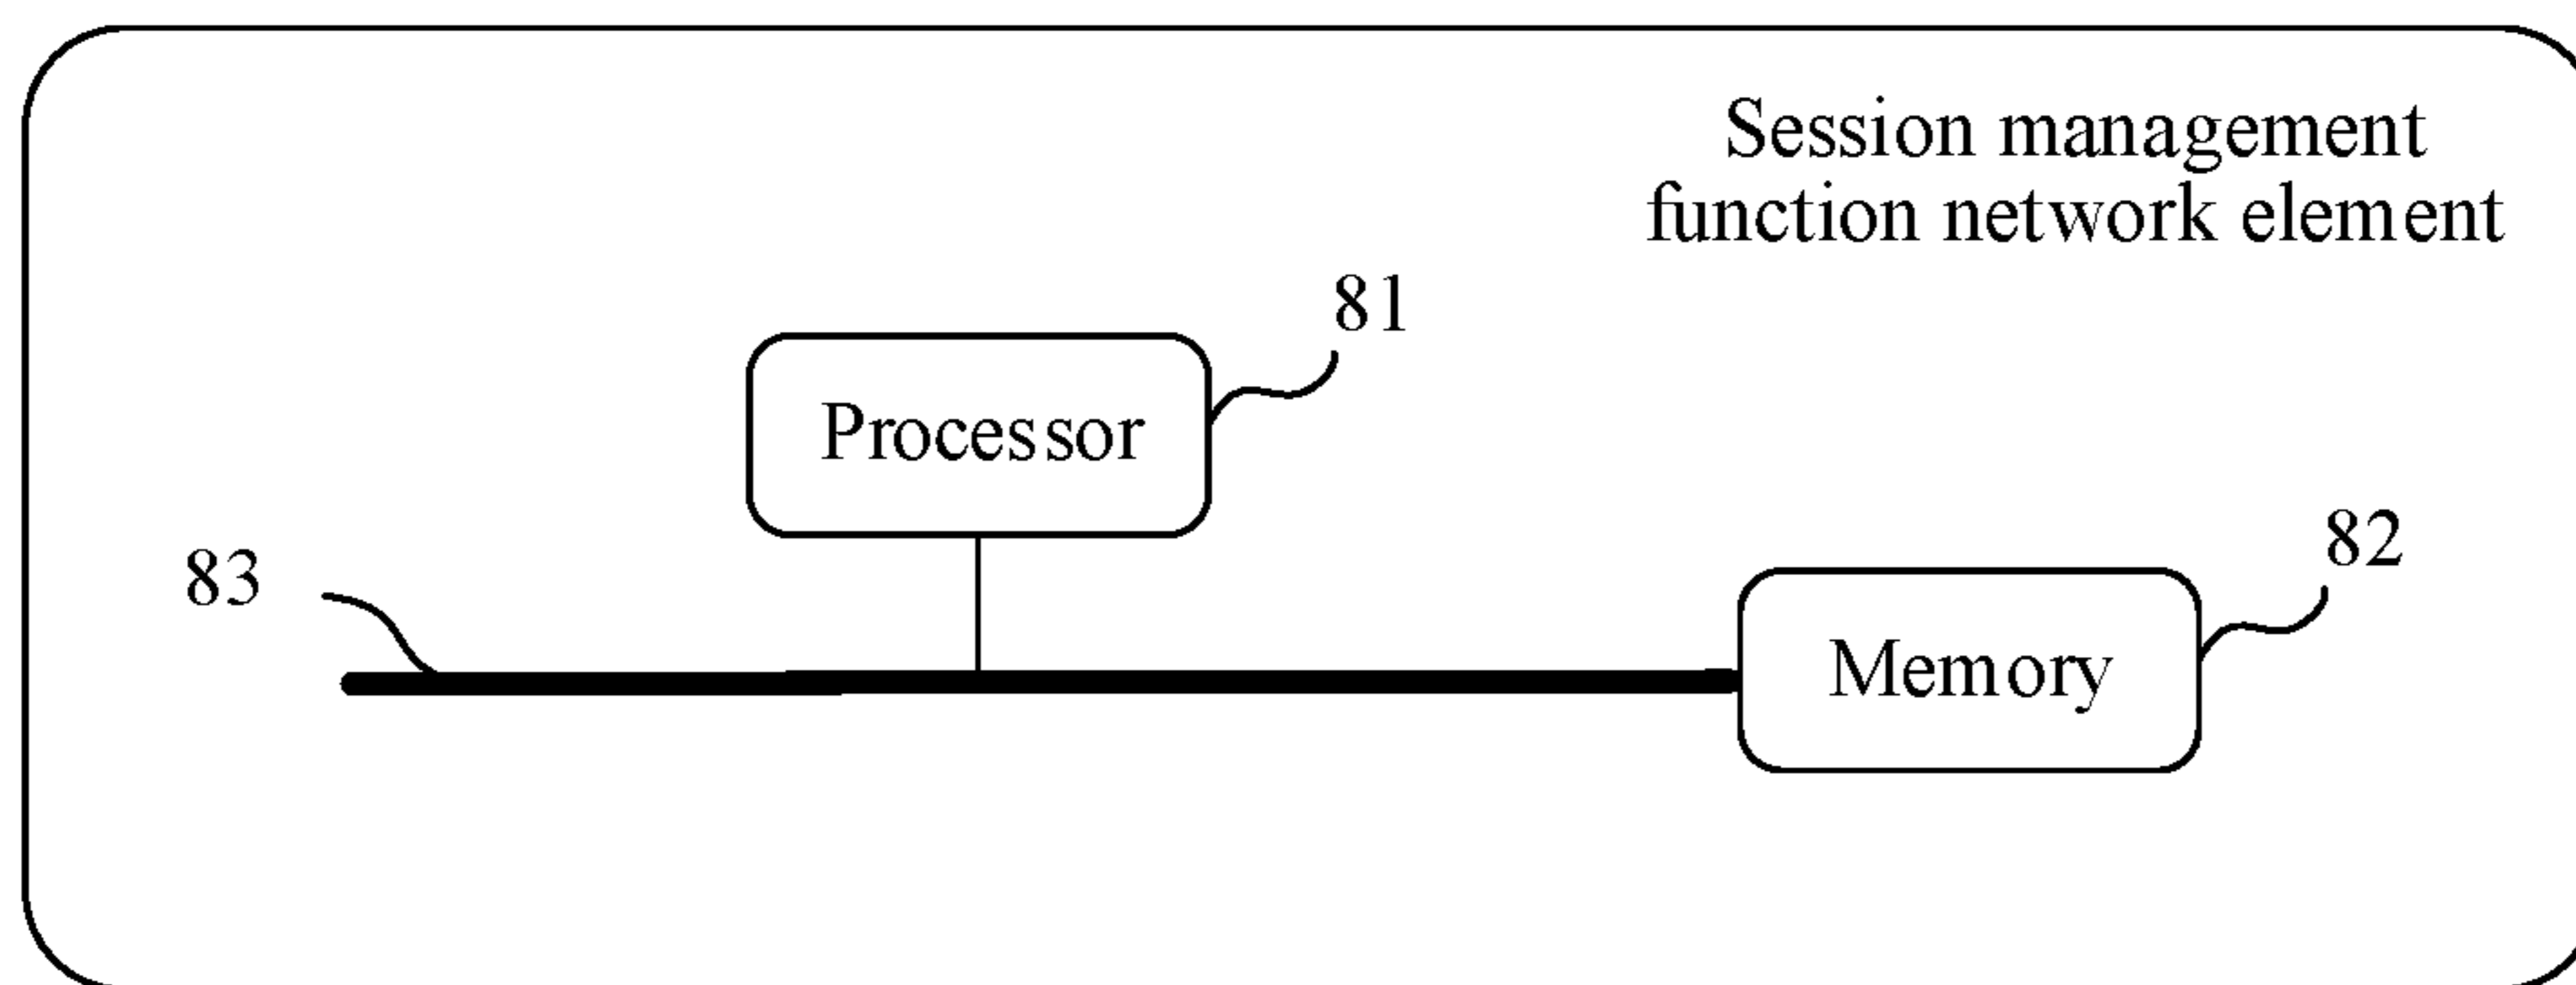 Session management
function network element
81
Processor
82
83
Memory